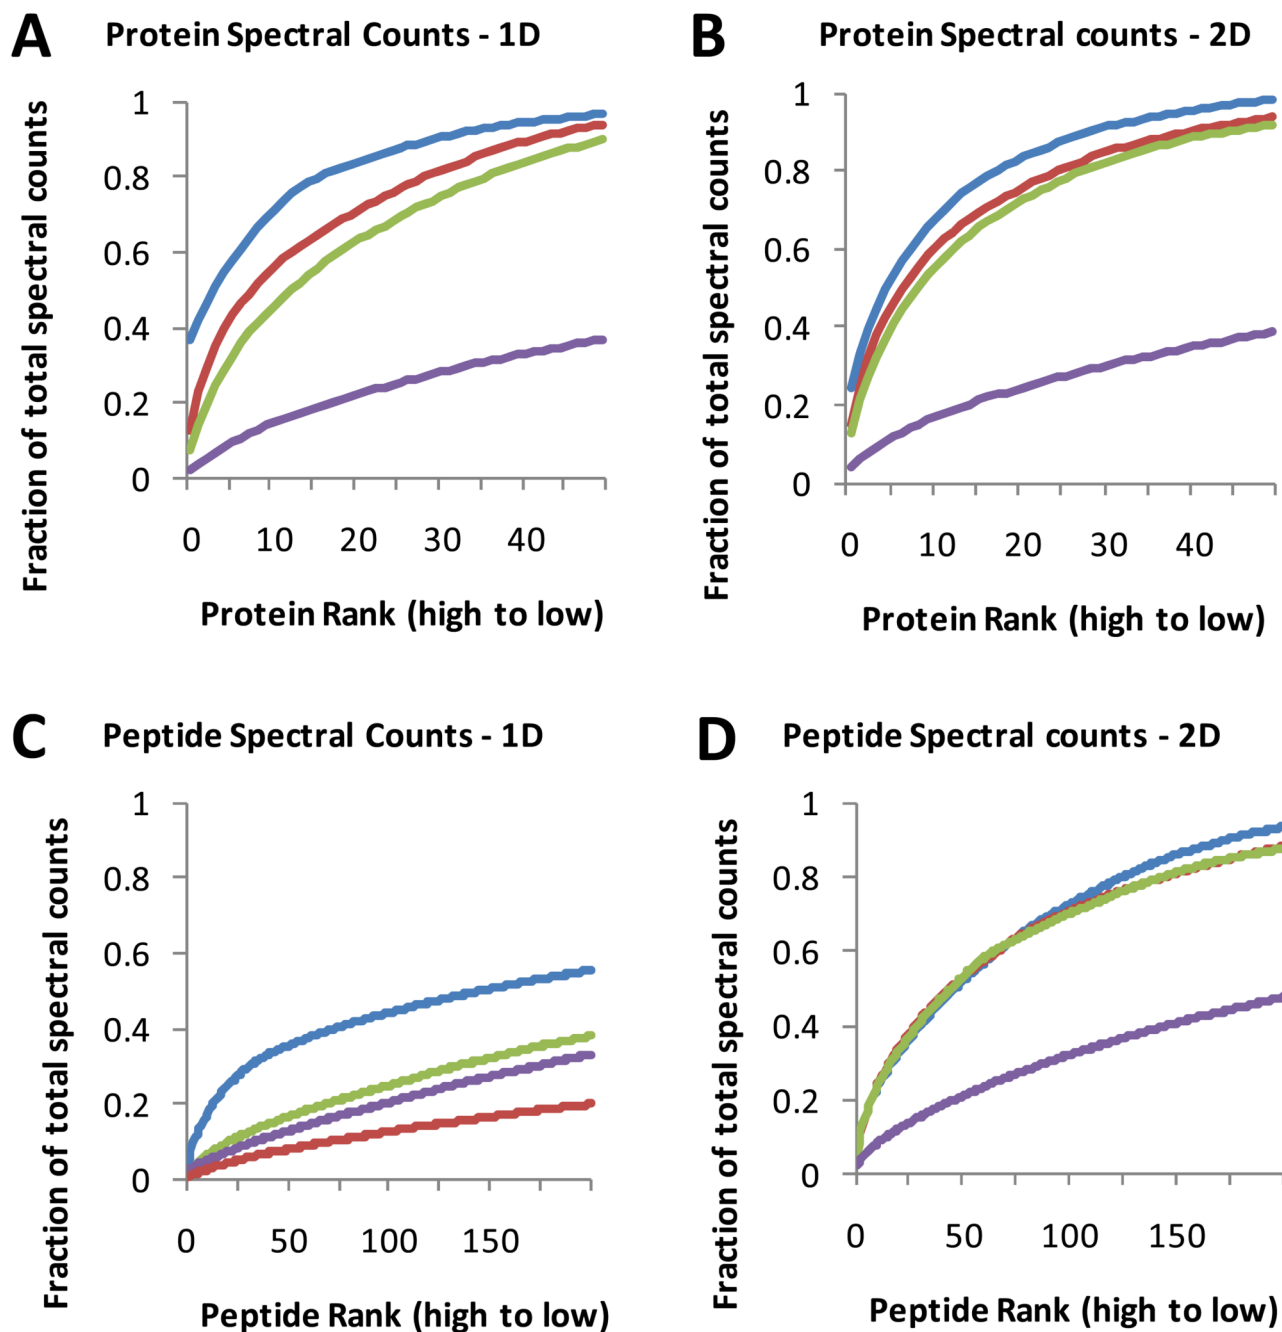 A
Protein Spectral Counts - 1D
Fraction of total spectral counts
1
0.8
0.6
0.4
0.2
0
0 10 20 30 40
Protein Rank (high to low)
B
Protein Spectral counts - 2D
Fraction of total spectral counts
1
0.8
0.6
0.4
0.2
0
0 10 20 30 40
Protein Rank (high to low)
C
Peptide Spectral Counts - 1D
Fraction of total spectral counts
1
0.8
0.6
0.4
0.2
0
0 50 100 150
Peptide Rank (high to low)
D
Peptide Spectral counts - 2D
Fraction of total spectral counts
1
0.8
0.6
0.4
0.2
0
0 50 100 150
Peptide Rank (high to low)